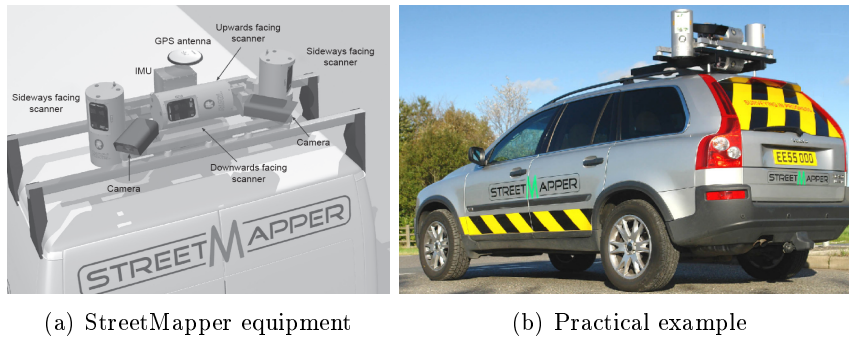 GPS antenna
Upwards facing
scanner
Sideways facing
scanner
IMU
Sideways facing
scanner
Camera
Downwards facing
scanner
Camera
STREETMAPPER
STREETMAPPER
EE55 OOD
STREETMAPPER
(a) StreetMapper equipment
(b) Practical example